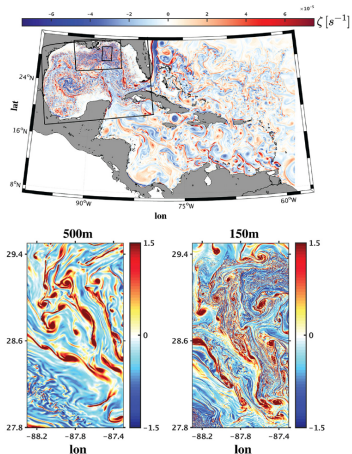 ×10⁻⁵
−6 −4 −2 0 2 4 6 ζ [s⁻¹]
24°N
lat
16°N
8°N
90°W 75°W 60°W
lon
500m 150m
29.4 1.5 29.4 1.5
28.6 0 28.6 0
27.8 −1.5 27.8 −1.5
−88.2 −87.8 −87.4 −88.2 −87.8 −87.4
lon lon